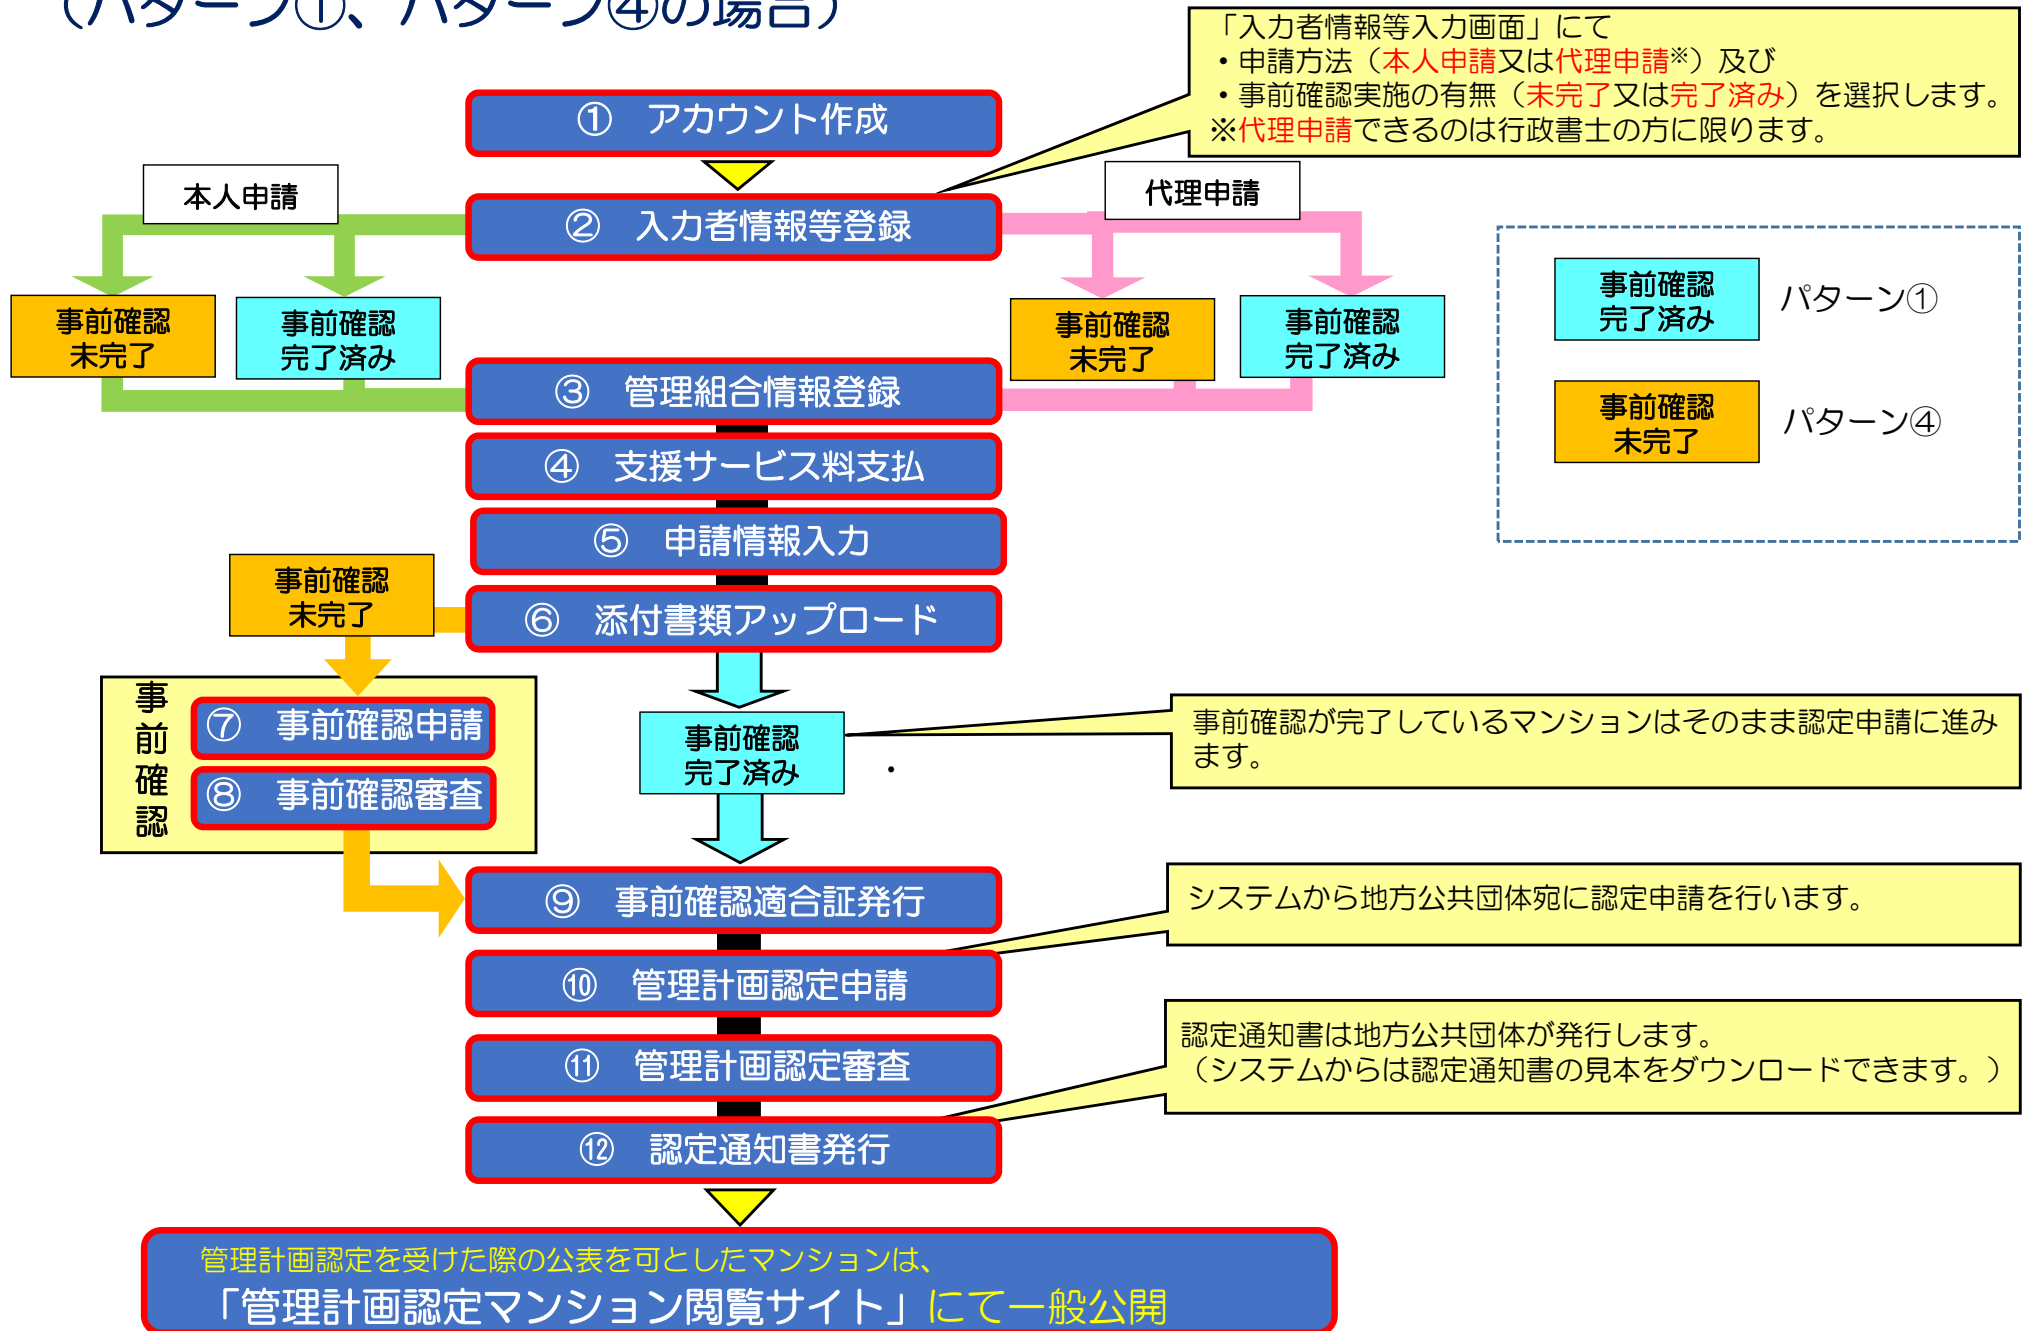 （パターン①、パターン④の場合）
「入力者情報等入力画面」にて
・申請方法（本人申請又は代理申請※）及び
・事前確認実施の有無（未完了又は完了済み）を選択します。
※代理申請できるのは行政書士の方に限ります。
① アカウント作成
本人申請
代理申請
② 入力者情報等登録
事前確認
未完了
事前確認
完了済み
事前確認
未完了
事前確認
完了済み
事前確認
完了済み
パターン①
事前確認
未完了
パターン④
③ 管理組合情報登録
④ 支援サービス料支払
⑤ 申請情報入力
⑥ 添付書類アップロード
事前確認
未完了
事前確認
⑦ 事前確認申請
⑧ 事前確認審査
事前確認
完了済み
・
事前確認が完了しているマンションはそのまま認定申請に進み
ます。
⑨ 事前確認適合証発行
システムから地方公共団体宛に認定申請を行います。
⑩ 管理計画認定申請
⑪ 管理計画認定審査
認定通知書は地方公共団体が発行します。
（システムからは認定通知書の見本をダウンロードできます。）
⑫ 認定通知書発行
管理計画認定を受けた際の公表を可としたマンションは、
「管理計画認定マンション閲覧サイト」にて一般公開